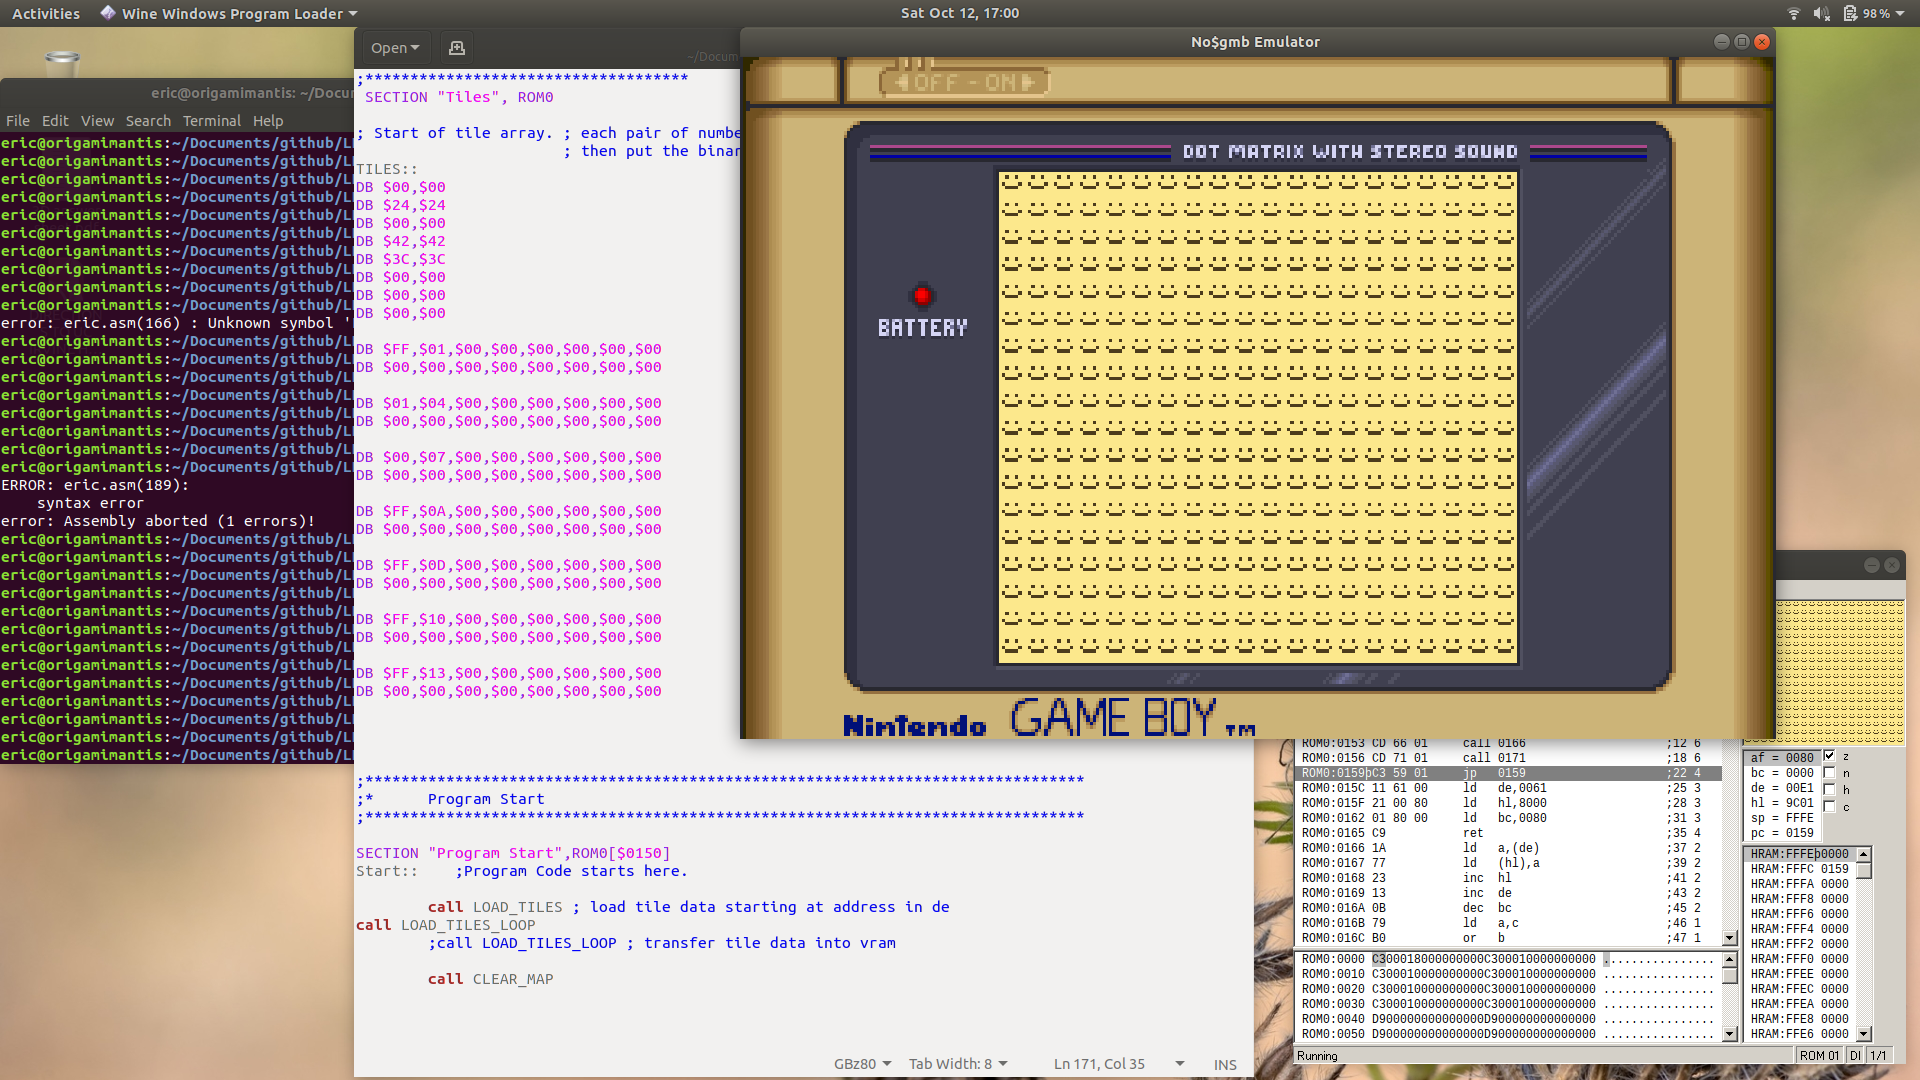 Activities Wine Windows Program Loader Sat Oct 12, 17:00 98%
eric@origamimantis: ~/Docum
File Edit View Search Terminal Help
eric@origamimantis:~/Documents/github/L
eric@origamimantis:~/Documents/github/L
eric@origamimantis:~/Documents/github/L
eric@origamimantis:~/Documents/github/L
eric@origamimantis:~/Documents/github/L
eric@origamimantis:~/Documents/github/L
eric@origamimantis:~/Documents/github/L
eric@origamimantis:~/Documents/github/L
eric@origamimantis:~/Documents/github/L
eric@origamimantis:~/Documents/github/L
error: eric.asm(166) : Unknown symbol '
eric@origamimantis:~/Documents/github/L
eric@origamimantis:~/Documents/github/L
eric@origamimantis:~/Documents/github/L
eric@origamimantis:~/Documents/github/L
eric@origamimantis:~/Documents/github/L
eric@origamimantis:~/Documents/github/L
eric@origamimantis:~/Documents/github/L
eric@origamimantis:~/Documents/github/L
ERROR: eric.asm(189):
syntax error
error: Assembly aborted (1 errors)!
eric@origamimantis:~/Documents/github/L
eric@origamimantis:~/Documents/github/L
eric@origamimantis:~/Documents/github/L
eric@origamimantis:~/Documents/github/L
eric@origamimantis:~/Documents/github/L
eric@origamimantis:~/Documents/github/L
eric@origamimantis:~/Documents/github/L
eric@origamimantis:~/Documents/github/L
eric@origamimantis:~/Documents/github/L
eric@origamimantis:~/Documents/github/L
eric@origamimantis:~/Documents/github/L
eric@origamimantis:~/Documents/github/L
eric@origamimantis:~/Documents/github/L
Open
~/Docum
;************************************
SECTION "Tiles", ROM0
; Start of tile array. ; each pair of numbe
; then put the binar
TILES::
DB $00,$00
DB $24,$24
DB $00,$00
DB $42,$42
DB $3C,$3C
DB $00,$00
DB $00,$00
DB $00,$00
DB $FF,$01,$00,$00,$00,$00,$00,$00
DB $00,$00,$00,$00,$00,$00,$00,$00
DB $01,$04,$00,$00,$00,$00,$00,$00
DB $00,$00,$00,$00,$00,$00,$00,$00
DB $00,$07,$00,$00,$00,$00,$00,$00
DB $00,$00,$00,$00,$00,$00,$00,$00
DB $FF,$0A,$00,$00,$00,$00,$00,$00
DB $00,$00,$00,$00,$00,$00,$00,$00
DB $FF,$0D,$00,$00,$00,$00,$00,$00
DB $00,$00,$00,$00,$00,$00,$00,$00
DB $FF,$10,$00,$00,$00,$00,$00,$00
DB $00,$00,$00,$00,$00,$00,$00,$00
DB $FF,$13,$00,$00,$00,$00,$00,$00
DB $00,$00,$00,$00,$00,$00,$00,$00
;********************************************************************************
;* Program Start
;********************************************************************************
SECTION "Program Start",ROM0[$0150]
Start:: ;Program Code starts here.
call LOAD_TILES ; load tile data starting at address in de
call LOAD_TILES_LOOP
;call LOAD_TILES_LOOP ; transfer tile data into vram
call CLEAR_MAP
GBz80 Tab Width: 8 Ln 171, Col 35 INS
No$gmb Emulator
OFF - ON
DOT MATRIX WITH STEREO SOUND
BATTERY
Nintendo GAME BOY TM
ROM0:0153 CD 66 01 call 0166 ;12 6
ROM0:0156 CD 71 01 call 0171 ;18 6
ROM0:0159þC3 59 01 jp 0159 ;22 4
ROM0:015C 11 61 00 ld de,0061 ;25 3
ROM0:015F 21 00 80 ld hl,8000 ;28 3
ROM0:0162 01 80 00 ld bc,0080 ;31 3
ROM0:0165 C9 ret ;35 4
ROM0:0166 1A ld a,(de) ;37 2
ROM0:0167 77 ld (hl),a ;39 2
ROM0:0168 23 inc hl ;41 2
ROM0:0169 13 inc de ;43 2
ROM0:016A 0B dec bc ;45 2
ROM0:016B 79 ld a,c ;46 1
ROM0:016C B0 or b ;47 1
af = 0080 z
bc = 0000 n
de = 00E1 h
hl = 9C01 c
sp = FFFE
pc = 0159
HRAM:FFFEþ0000
HRAM:FFFC 0159
HRAM:FFFA 0000
HRAM:FFF8 0000
HRAM:FFF6 0000
HRAM:FFF4 0000
HRAM:FFF2 0000
HRAM:FFF0 0000
HRAM:FFEE 0000
HRAM:FFEC 0000
HRAM:FFEA 0000
HRAM:FFE8 0000
HRAM:FFE6 0000
ROM0:0000 C300018000000000C300010000000000 ................
ROM0:0010 C300010000000000C300010000000000 ................
ROM0:0020 C300010000000000C300010000000000 ................
ROM0:0030 C300010000000000C300010000000000 ................
ROM0:0040 D900000000000000D900000000000000 ................
ROM0:0050 D900000000000000D900000000000000 ................
Running ROM 01 DI 1/1